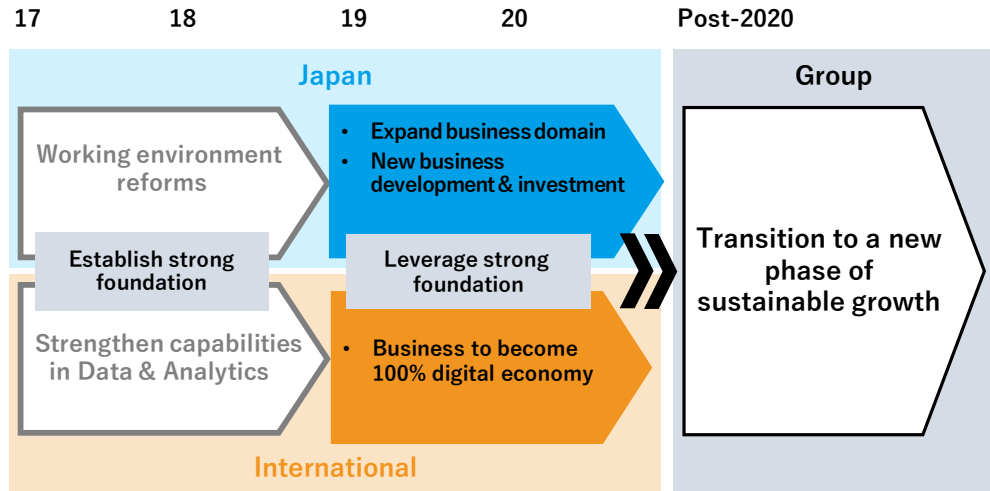 17 18 19 20 Post-2020
Japan
Working environment
reforms
• Expand business domain
• New business
development & investment
Establish strong
foundation
Leverage strong
foundation
Strengthen capabilities
in Data & Analytics
• Business to become
100% digital economy
International
Group
Transition to a new
phase of
sustainable growth